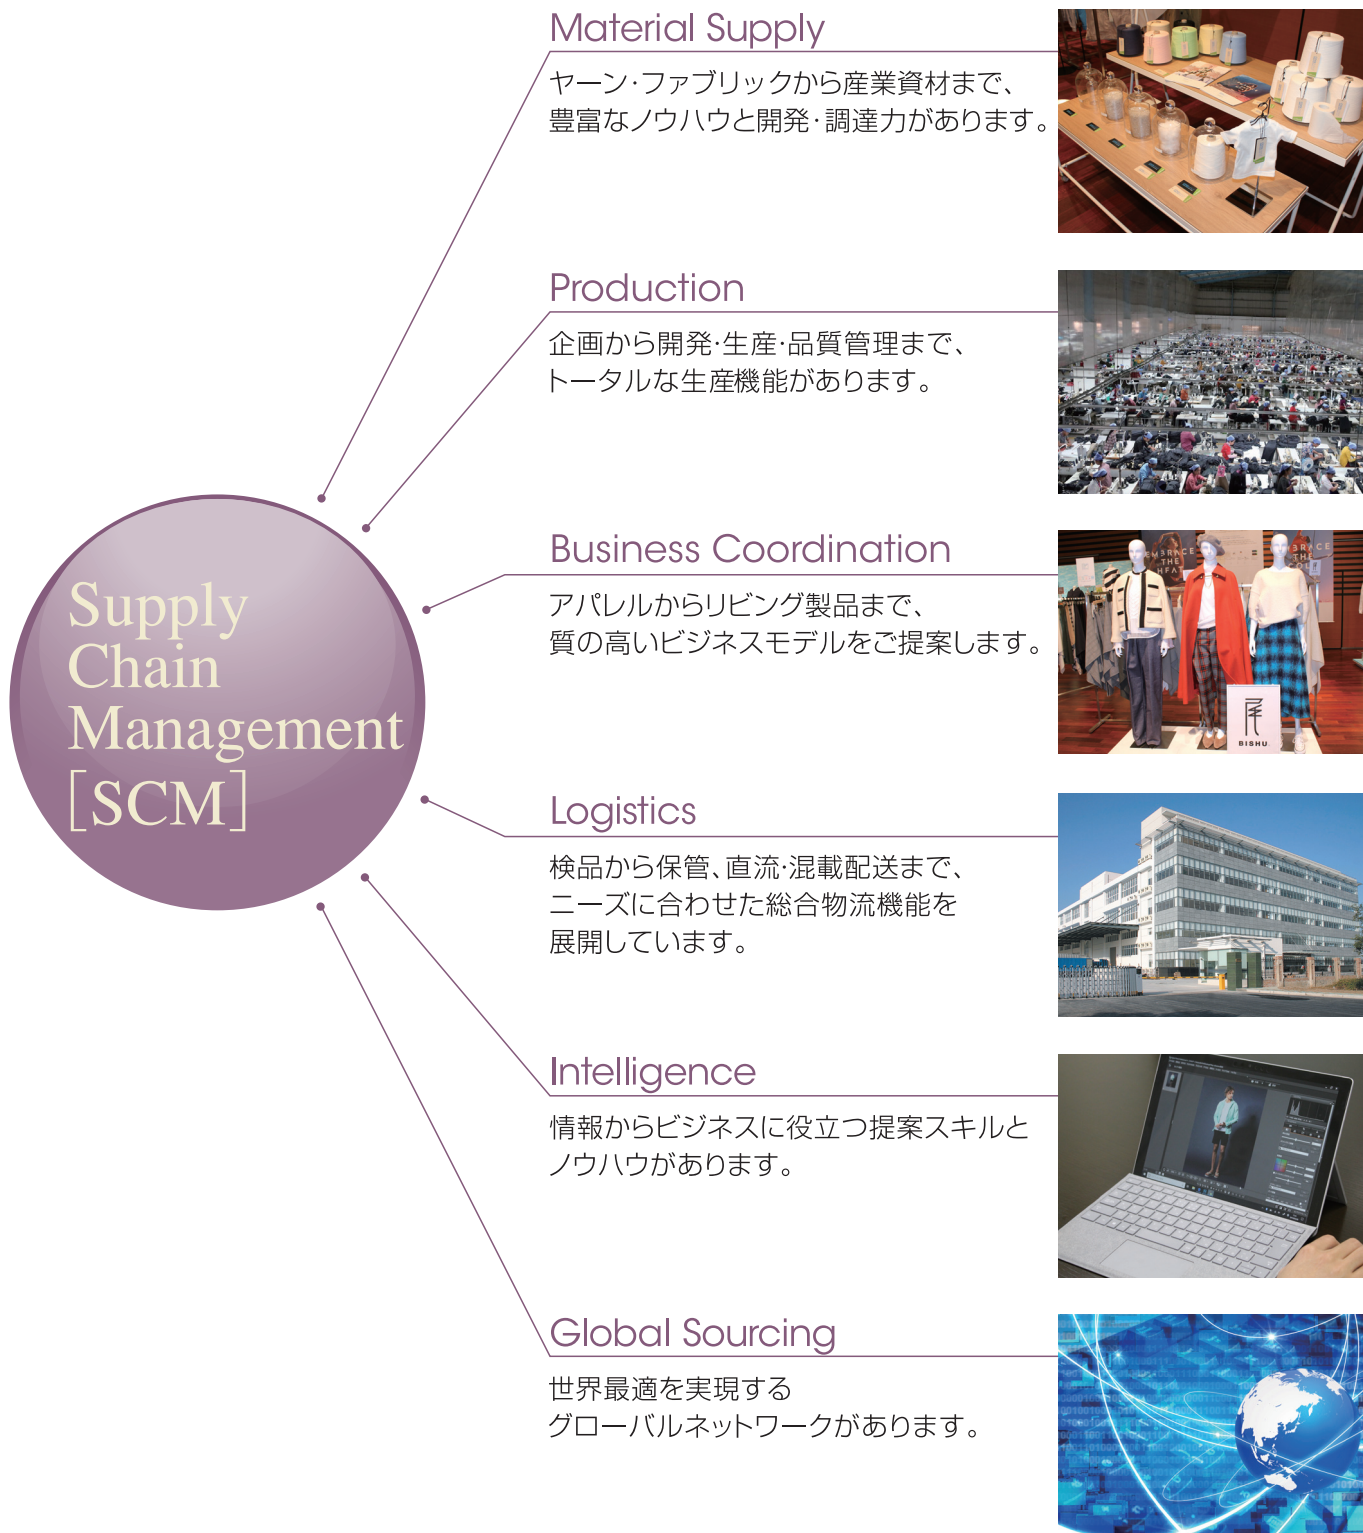 Material Supply
ヤーン・ファブリックから産業資材まで、
豊富なノウハウと開発・調達力があります。
Production
企画から開発・生産・品質管理まで、
トータルな生産機能があります。
Business Coordination
アパレルからリビング製品まで、
質の高いビジネスモデルをご提案します。
EMBRACE
THE
HEAT
尾
BISHU
Supply
Chain
Management
[SCM]
Logistics
検品から保管、直流・混載配送まで、
ニーズに合わせた総合物流機能を
展開しています。
Intelligence
情報からビジネスに役立つ提案スキルと
ノウハウがあります。
Global Sourcing
世界最適を実現する
グローバルネットワークがあります。